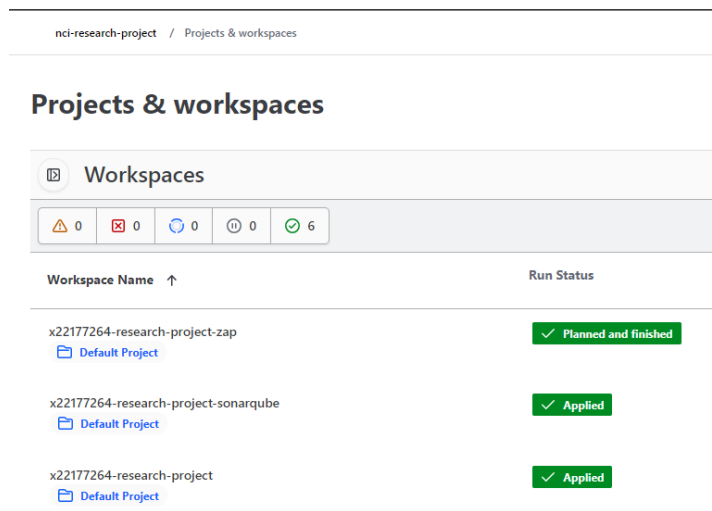 nci-research-project / Projects & workspaces
Projects & workspaces
Workspaces
0 0 0 0 6
Workspace Name ↑ Run Status
x22177264-research-project-zap Planned and finished
Default Project
x22177264-research-project-sonarqube Applied
Default Project
x22177264-research-project Applied
Default Project